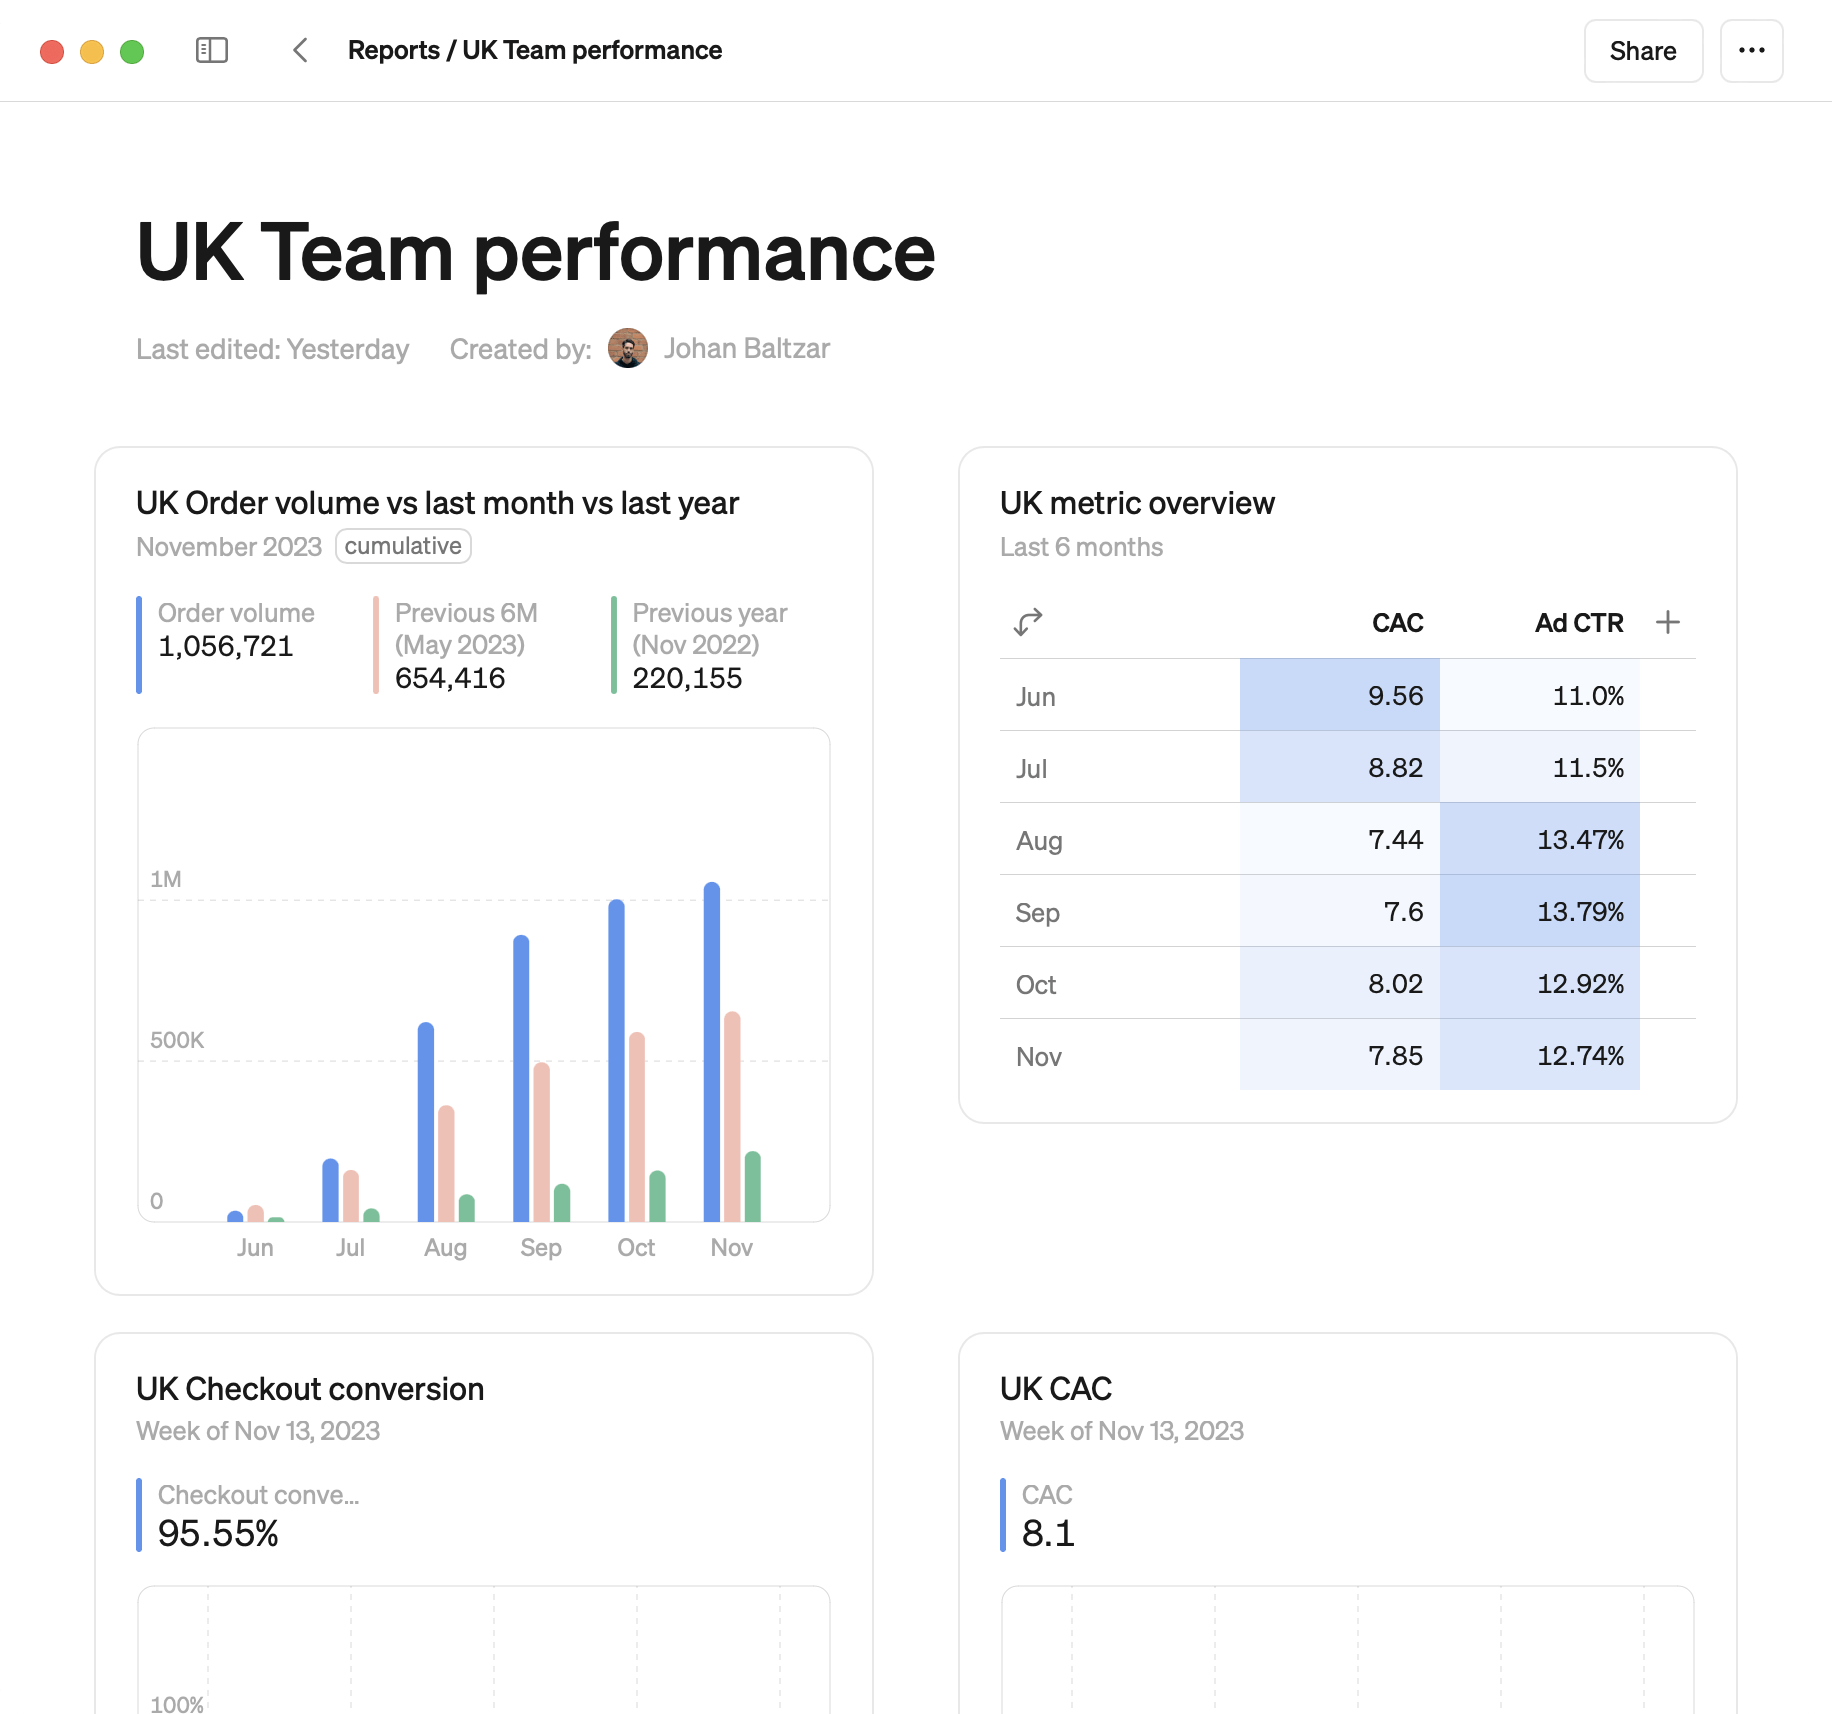 Reports / UK Team performance
Share
UK Team performance
Last edited: Yesterday Created by: Johan Baltzar
UK Order volume vs last month vs last year
November 2023 cumulative
Order volume
1,056,721
Previous 6M
(May 2023)
654,416
Previous year
(Nov 2022)
220,155
1M
500K
0
Jun Jul Aug Sep Oct Nov
UK metric overview
Last 6 months
CAC Ad CTR
Jun 9.56 11.0%
Jul 8.82 11.5%
Aug 7.44 13.47%
Sep 7.6 13.79%
Oct 8.02 12.92%
Nov 7.85 12.74%
UK Checkout conversion
Week of Nov 13, 2023
Checkout conve...
95.55%
100%
UK CAC
Week of Nov 13, 2023
CAC
8.1